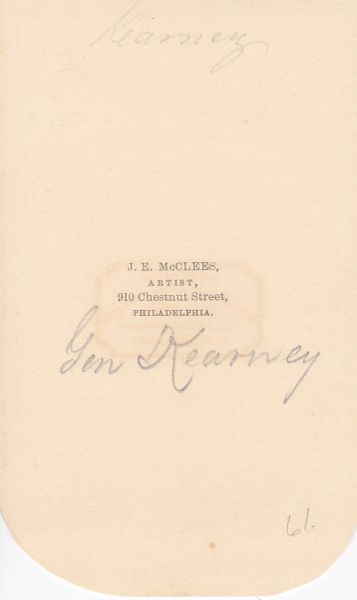 Kearney
J. E. McCLEES,
ARTIST,
910 Chestnut Street,
PHILADELPHIA.
Gen Kearney
61.